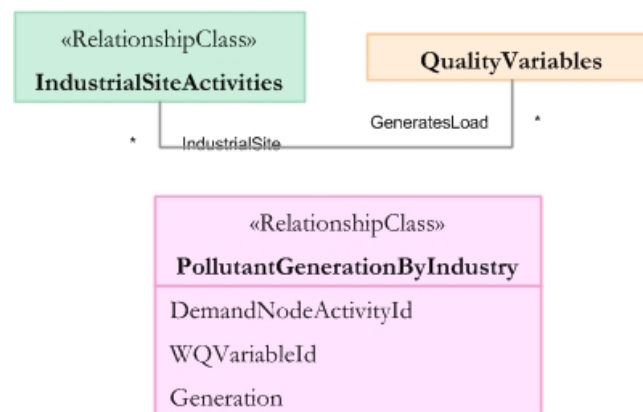 «RelationshipClass»
IndustrialSiteActivities
QualityVariables
GeneratesLoad *
* IndustrialSite
«RelationshipClass»
PollutantGenerationByIndustry
DemandNodeActivityId
WQVariableId
Generation